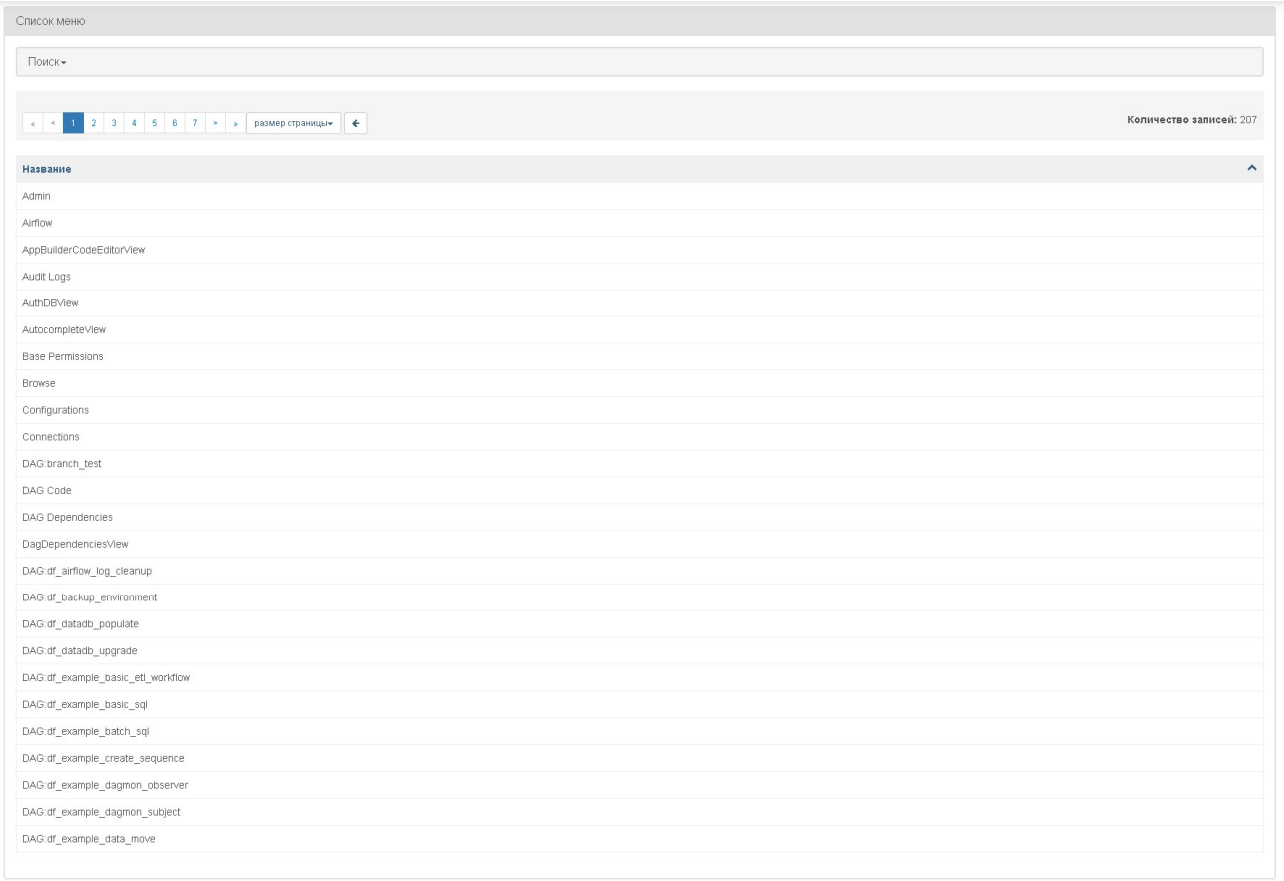 Список меню
Поиск
« < 1 2 3 4 5 6 7 > » размер страницы Количество записей: 207
Название
Admin
Airflow
AppBuilderCodeEditorView
Audit Logs
AuthDBView
AutocompleteView
Base Permissions
Browse
Configurations
Connections
DAG:branch_test
DAG Code
DAG Dependencies
DagDependenciesView
DAG:df_airflow_log_cleanup
DAG:df_backup_environment
DAG:df_datadb_populate
DAG:df_datadb_upgrade
DAG:df_example_basic_etl_workflow
DAG:df_example_basic_sql
DAG:df_example_batch_sql
DAG:df_example_create_sequence
DAG:df_example_dagmon_observer
DAG:df_example_dagmon_subject
DAG:df_example_data_move